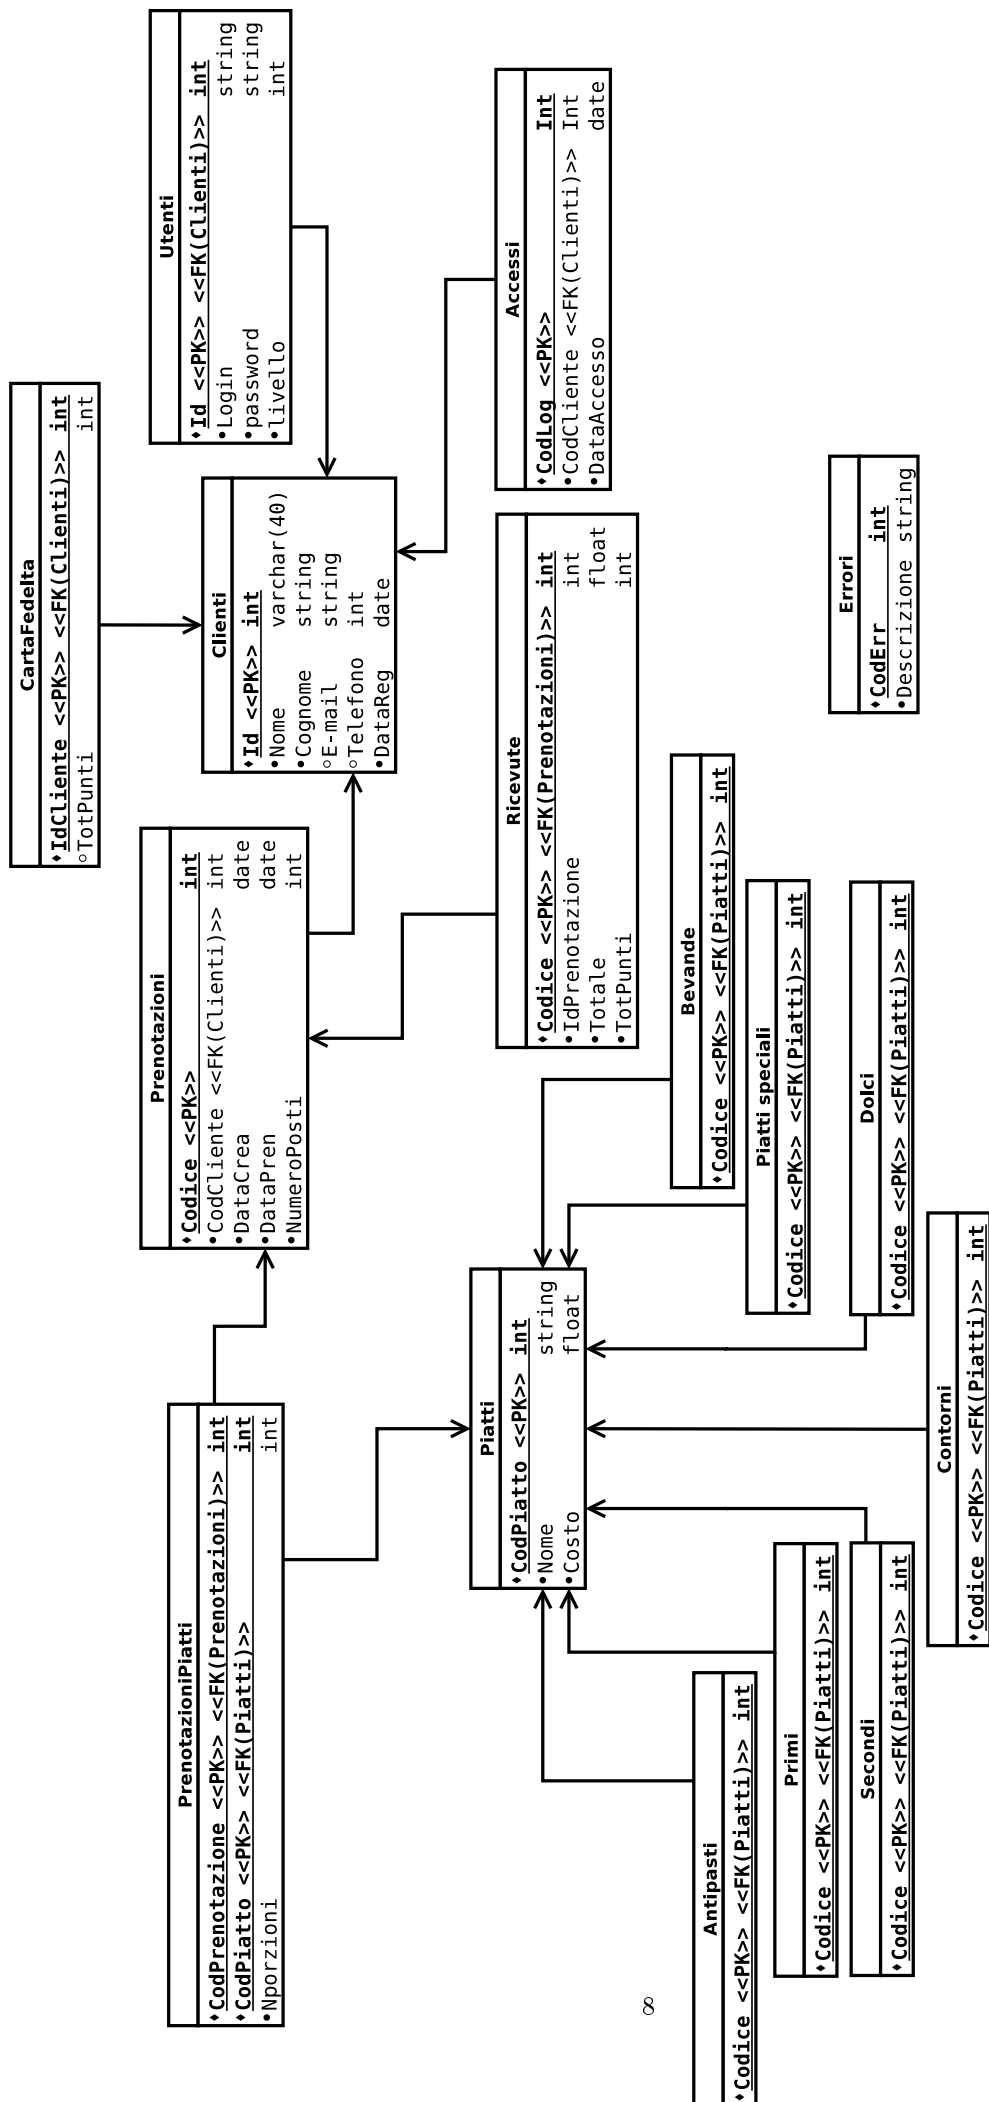 CartaFedelta
IdCliente <<PK>> <<FK(Clienti)>> int
TotPunti int
Utenti
Id <<PK>> <<FK(Clienti)>> int
Login string
password string
livello int
Prenotazioni
Codice <<PK>> int
CodCliente <<FK(Clienti)>> int
DataCrea date
DataPren date
NumeroPosti int
Clienti
Id <<PK>> int
Nome varchar(40)
Cognome string
E-mail string
Telefono int
DataReg date
PrenotazioniPiatti
CodPrenotazione <<PK>> <<FK(Prenotazioni)>> int
CodPiatto <<PK>> <<FK(Piatti)>> int
Nporzioni int
Accessi
CodLog <<PK>> Int
CodCliente <<FK(Clienti)>> Int
DataAccesso date
Ricevute
Codice <<PK>> <<FK(Prenotazioni)>> int
IdPrenotazione int
Totale float
TotPunti int
Piatti
CodPiatto <<PK>> int
Nome string
Costo float
Bevande
Codice <<PK>> <<FK(Piatti)>> int
Piatti speciali
Codice <<PK>> <<FK(Piatti)>> int
Dolci
Codice <<PK>> <<FK(Piatti)>> int
Contorni
Codice <<PK>> <<FK(Piatti)>> int
Antipasti
Codice <<PK>> <<FK(Piatti)>> int
Primi
Codice <<PK>> <<FK(Piatti)>> int
Secondi
Codice <<PK>> <<FK(Piatti)>> int
Errori
CodErr int
Descrizione string
8